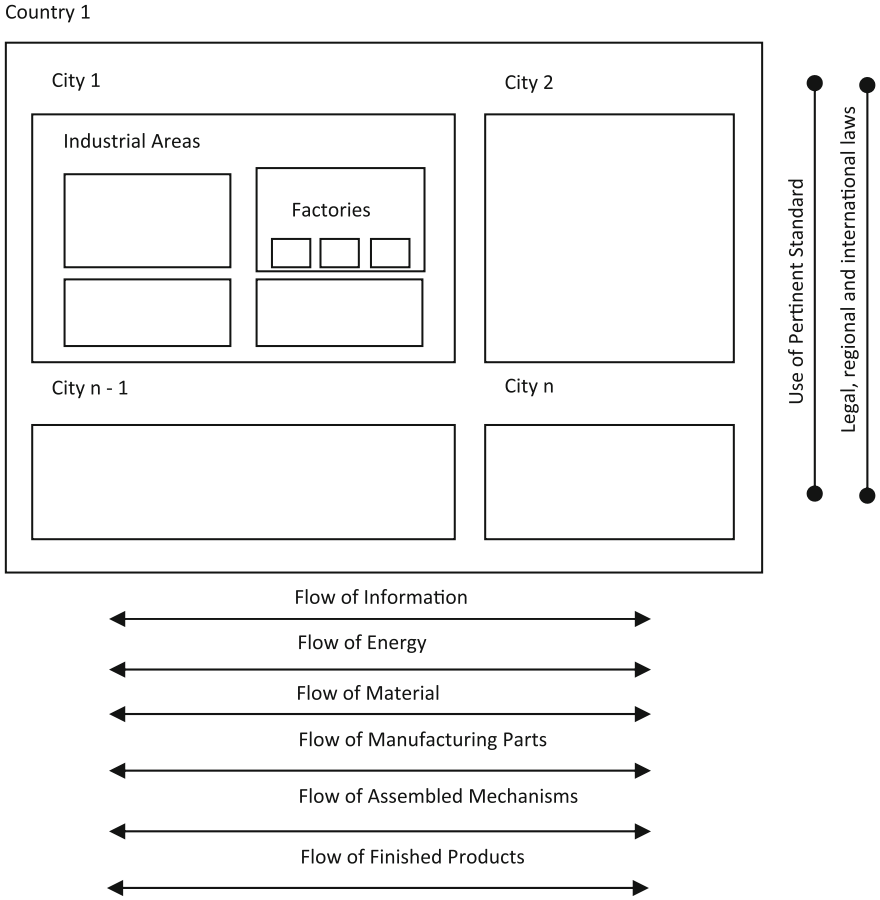 Country 1
City 1
City 2
Industrial Areas
Factories
City n - 1
City n
Use of Pertinent Standard
Legal, regional and international laws
Flow of Information
Flow of Energy
Flow of Material
Flow of Manufacturing Parts
Flow of Assembled Mechanisms
Flow of Finished Products